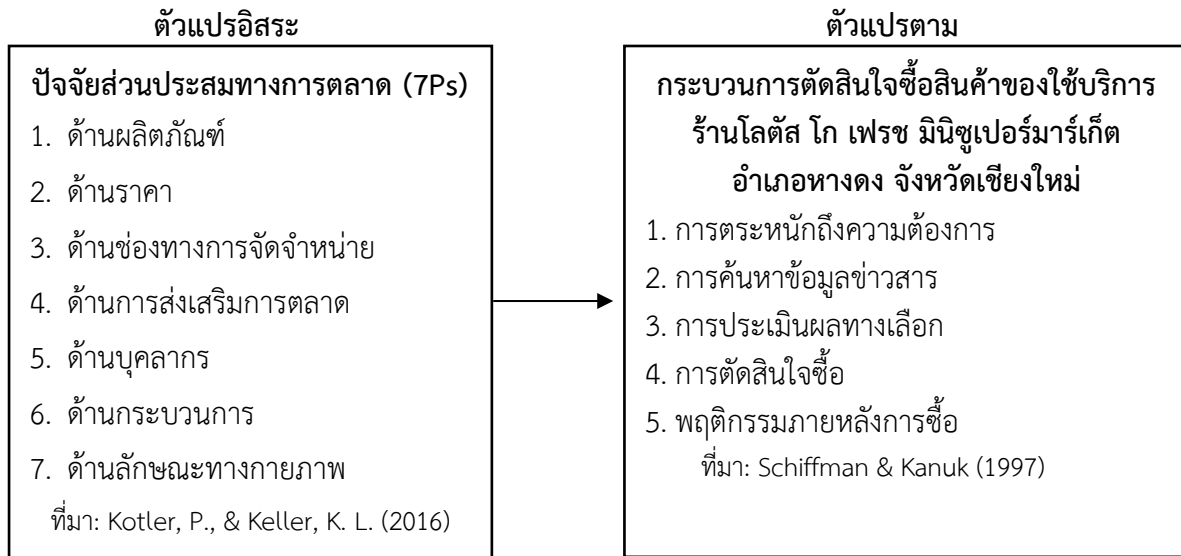 ตัวแปรอิสระ
ปัจจัยส่วนประสมทางการตลาด (7Ps)
1. ด้านผลิตภัณฑ์
2. ด้านราคา
3. ด้านช่องทางการจัดจำหน่าย
4. ด้านการส่งเสริมการตลาด
5. ด้านบุคลากร
6. ด้านกระบวนการ
7. ด้านลักษณะทางกายภาพ
ที่มา: Kotler, P., & Keller, K. L. (2016)
ตัวแปรตาม
กระบวนการตัดสินใจซื้อสินค้าของใช้บริการ
ร้านโลตัส โก เฟรช มินิซูเปอร์มาร์เก็ต
อำเภอหางดง จังหวัดเชียงใหม่
1. การตระหนักถึงความต้องการ
2. การค้นหาข้อมูลข่าวสาร
3. การประเมินผลทางเลือก
4. การตัดสินใจซื้อ
5. พฤติกรรมภายหลังการซื้อ
ที่มา: Schiffman & Kanuk (1997)